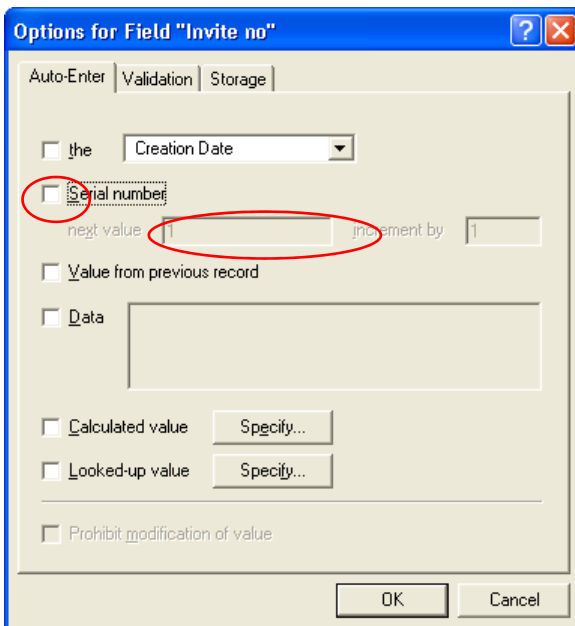 Options for Field "Invite no"
Auto-Enter Validation Storage
the Creation Date
Serial number
next value 1 increment by 1
Value from previous record
Data
Calculated value Specify...
Looked-up value Specify...
Prohibit modification of value
OK Cancel